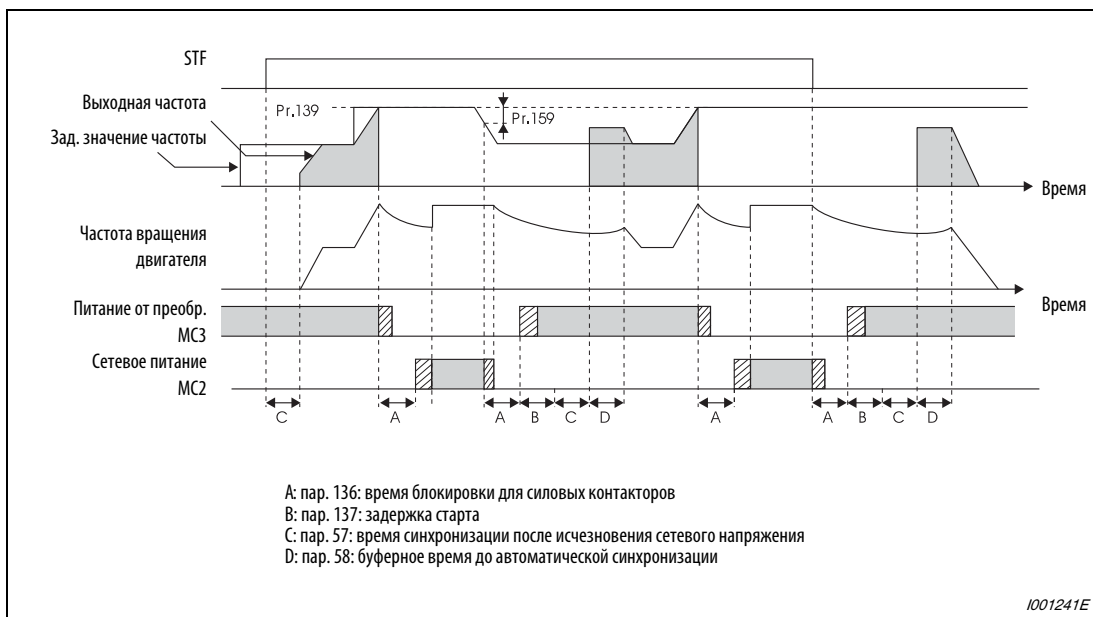 STF
Выходная частота
Pr.139
Pr.159
Зад. значение частоты
Время
Частота вращения
двигателя
Время
Питание от преобр.
MC3
Сетевое питание
MC2
C A A B C D A A B C D
A: пар. 136: время блокировки для силовых контакторов
B: пар. 137: задержка старта
C: пар. 57: время синхронизации после исчезновения сетевого напряжения
D: пар. 58: буферное время до автоматической синхронизации
I001241E